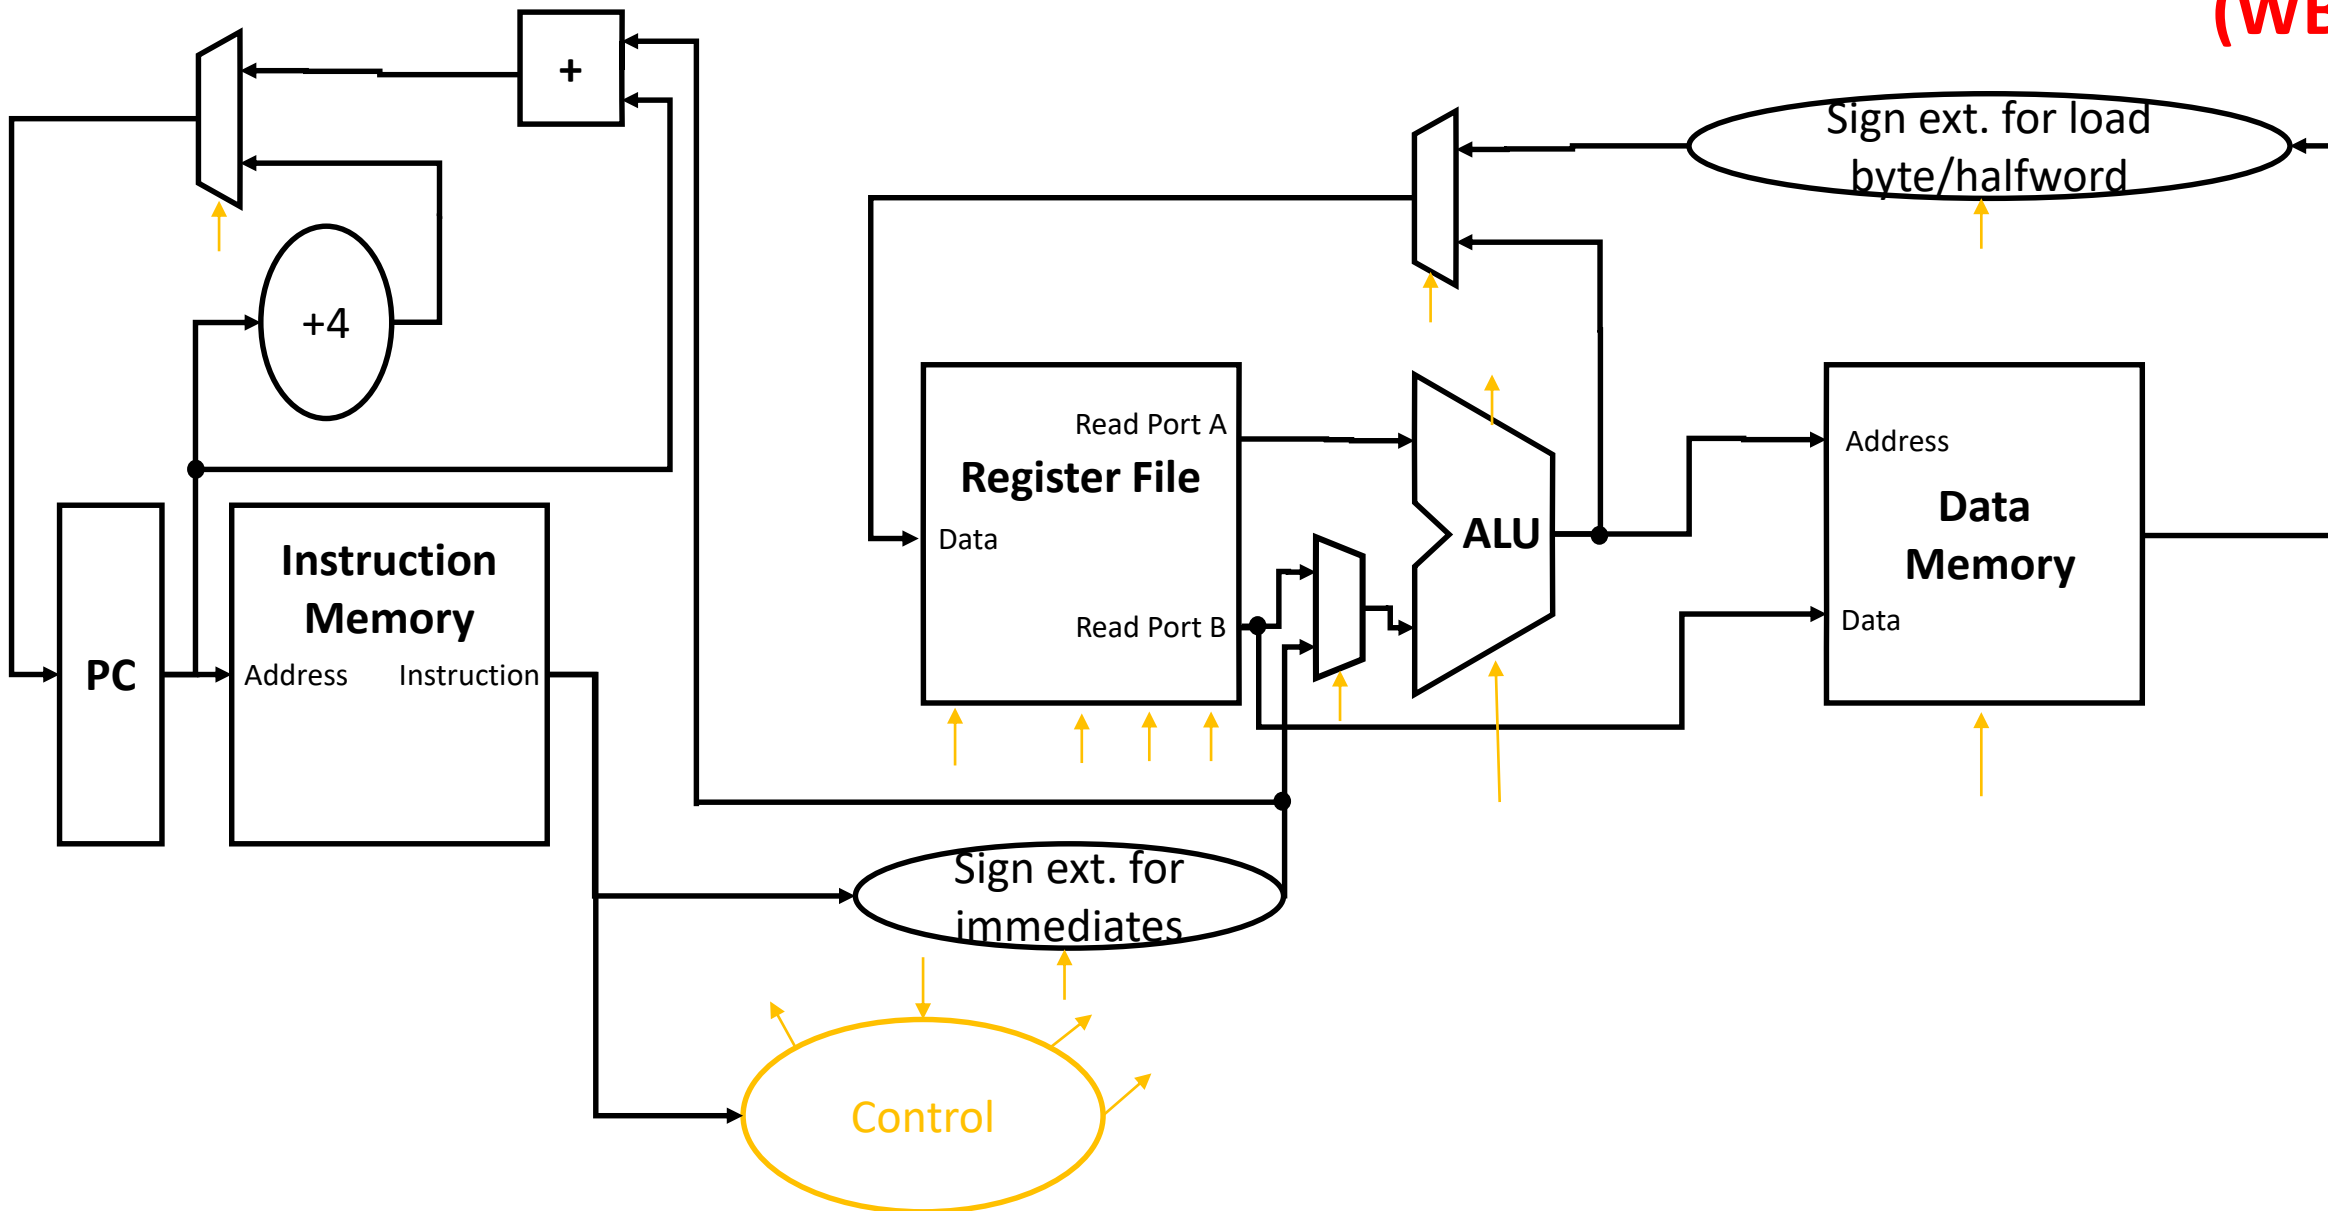 (WB
+
Sign ext. for load
byte/halfword
+4
Read Port A
Register File
Data
Read Port B
ALU
Address
Data
Memory
Data
Instruction
Memory
PC
Address
Instruction
Sign ext. for
immediates
Control